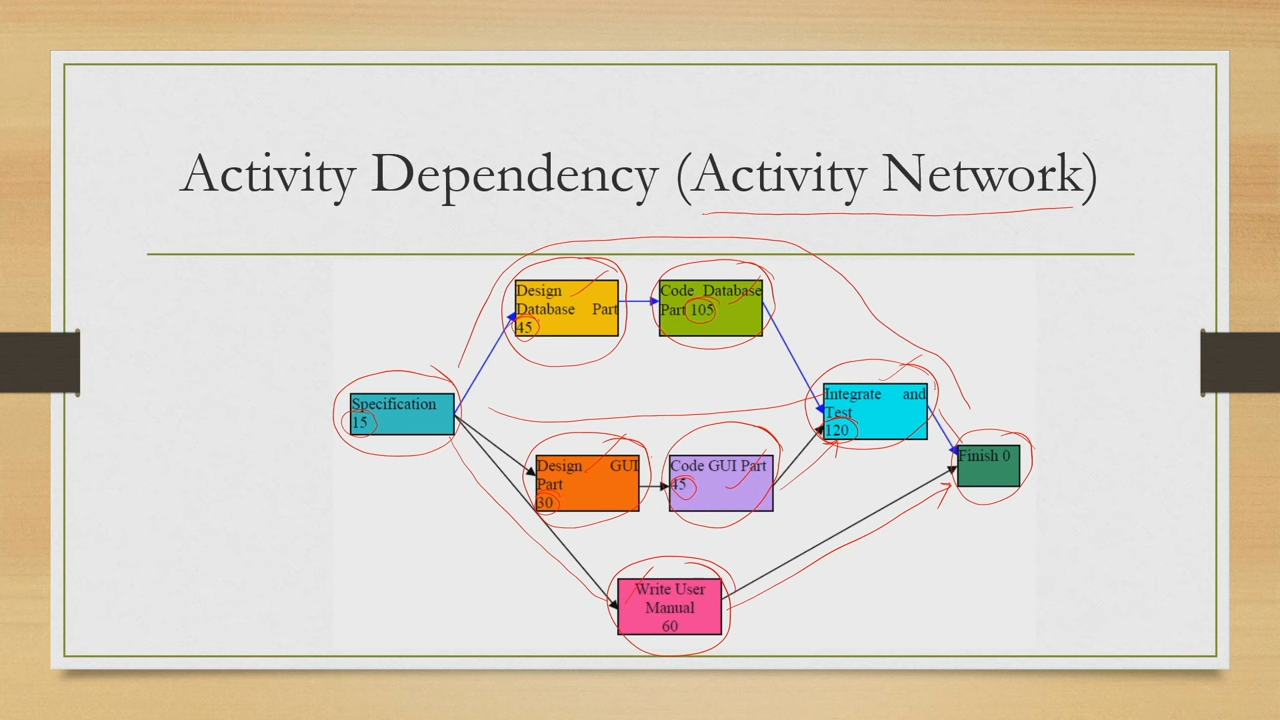 Activity Dependency (Activity Network)
Design
Database Part
45
Code Database
Part 105
Specification
15
Integrate and
Test
120
Design GUI
Part
30
Code GUI Part
45
Finish 0
Write User
Manual
60